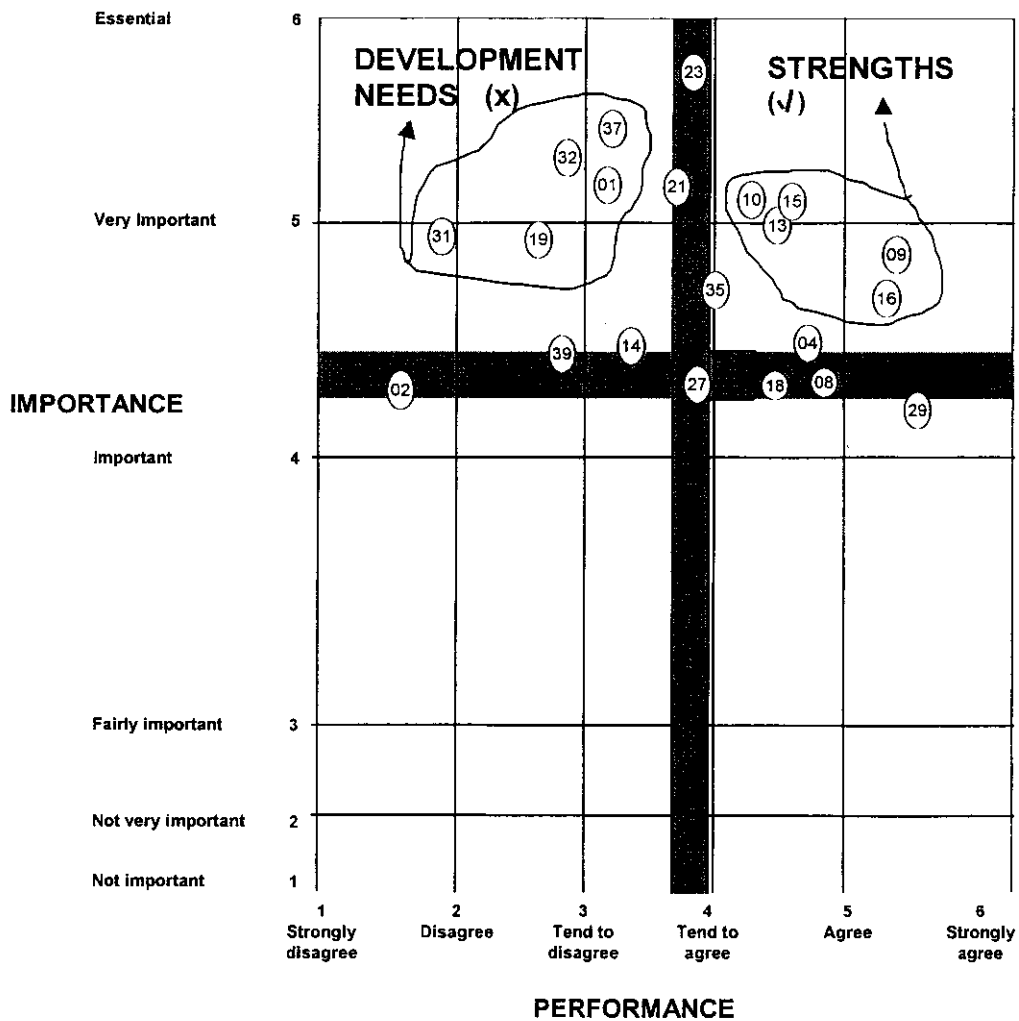 Essential 6
DEVELOPMENT
NEEDS (x)
STRENGTHS
(√)
23
37
32
01
21
10
15
13
Very Important 5
31
19
09
35
16
04
14
39
02
27
18
08
29
IMPORTANCE
Important 4
Fairly important 3
Not very important 2
Not important 1
1 2 3 4 5 6
Strongly Disagree Tend to Tend to Agree Strongly
disagree disagree agree agree
PERFORMANCE